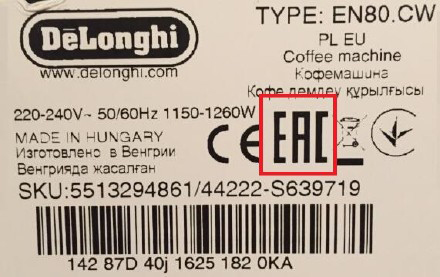 DeLonghi
www.delonghi.com
TYPE: EN80.CW
PL EU
Coffee machine
Кофемашина
Кофе демдеу құрылғысы
220-240V~ 50/60Hz 1150-1260W
MADE IN HUNGARY
Изготовлено в Венгрии
Венгрияда жасалған
CE EAC
SKU:5513294861/44222-S639719
142 87D 40j 1625 182 0KA